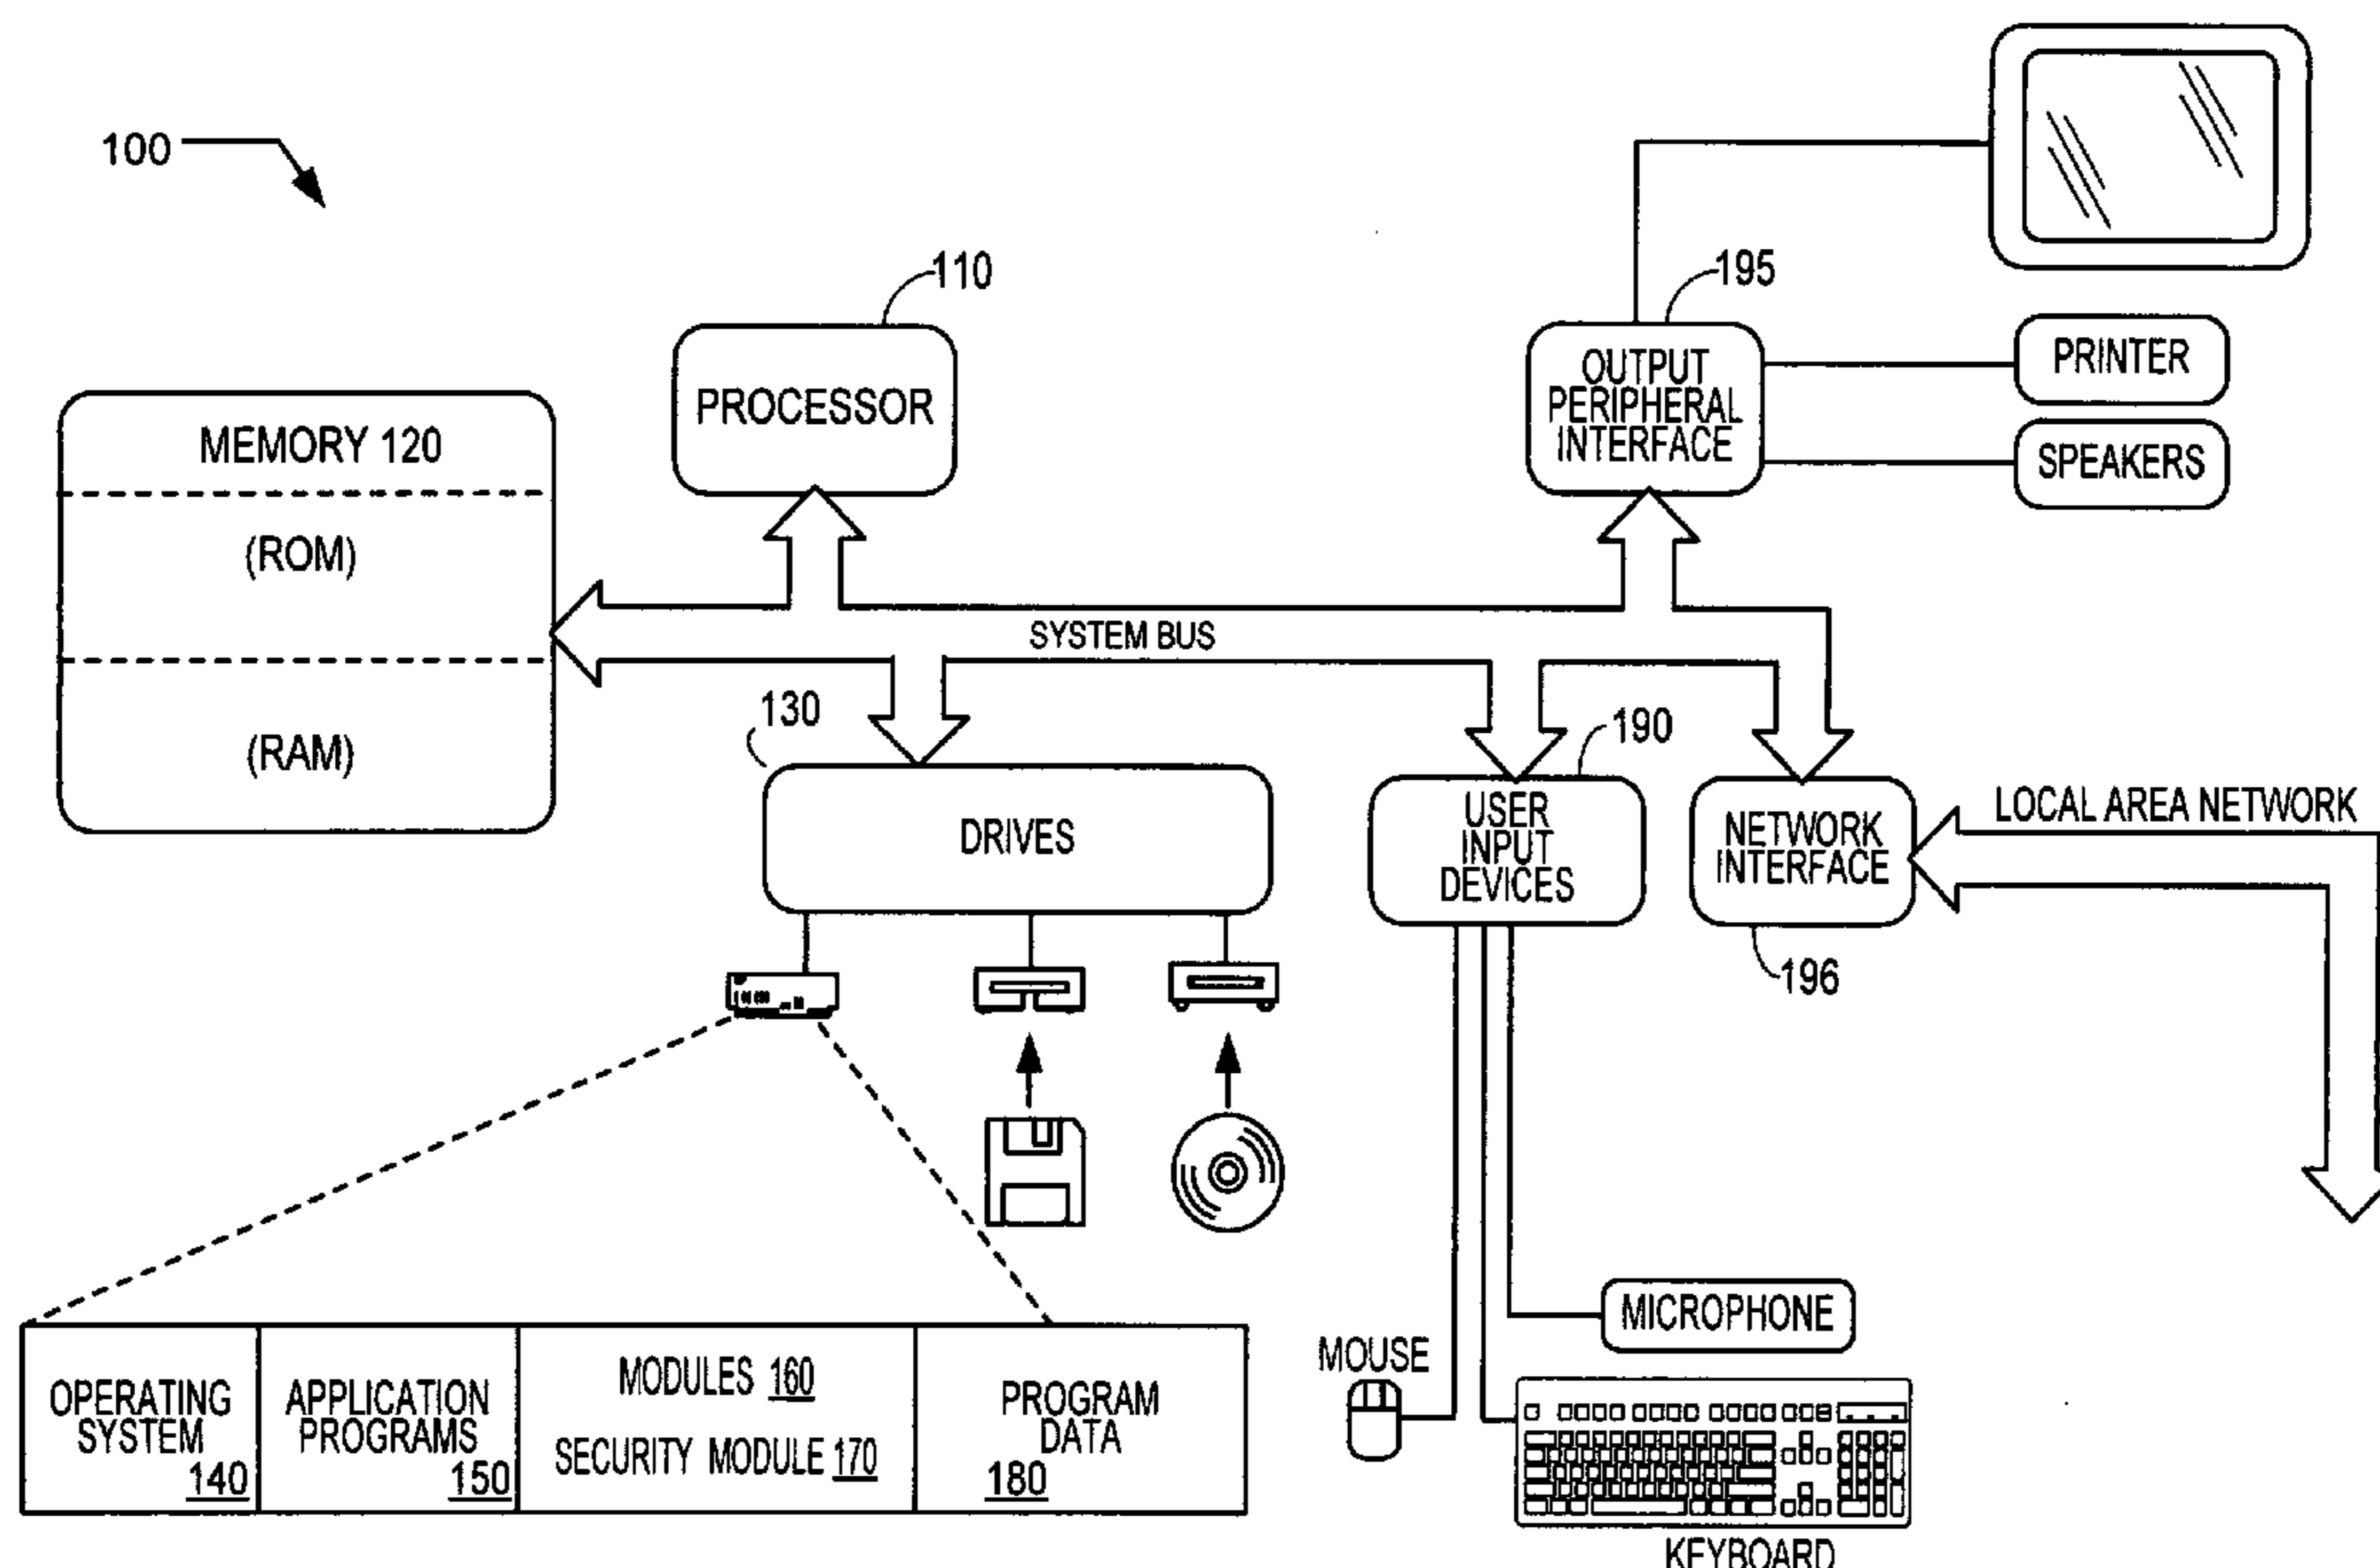 100
110
195
PROCESSOR
OUTPUT
PERIPHERAL
INTERFACE
PRINTER
SPEAKERS
MEMORY 120
(ROM)
(RAM)
SYSTEM BUS
130
DRIVES
190
USER
INPUT
DEVICES
NETWORK
INTERFACE
196
LOCAL AREA NETWORK
OPERATING
SYSTEM
140
APPLICATION
PROGRAMS
150
MODULES 160
SECURITY MODULE 170
PROGRAM
DATA
180
MICROPHONE
MOUSE
KEYBOARD